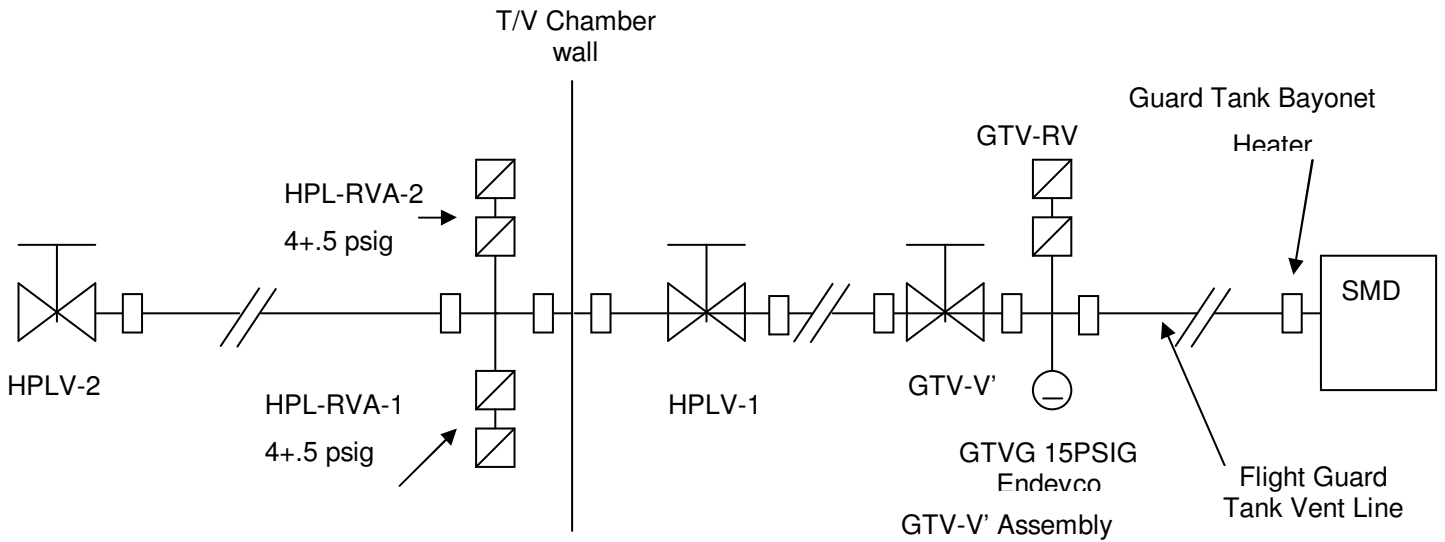 T/V Chamber
wall
Guard Tank Bayonet
Heater
GTV-RV
HPL-RVA-2
4+.5 psig
SMD
HPLV-2
HPL-RVA-1
4+.5 psig
HPLV-1
GTV-V’
GTVG 15PSIG
Endevco
GTV-V’ Assembly
Flight Guard
Tank Vent Line